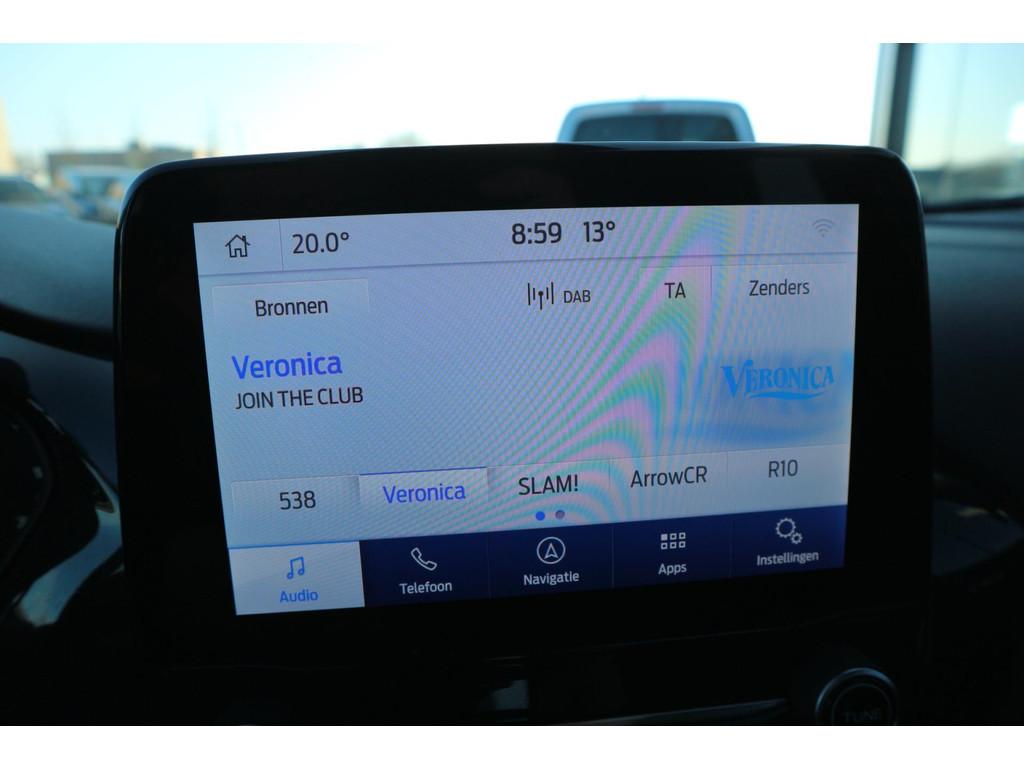 20.0° 8:59 13°
Bronnen DAB TA Zenders
Veronica
JOIN THE CLUB
VERONICA
538 Veronica SLAM! ArrowCR R10
Audio Telefoon Navigatie Apps Instellingen
TUNE